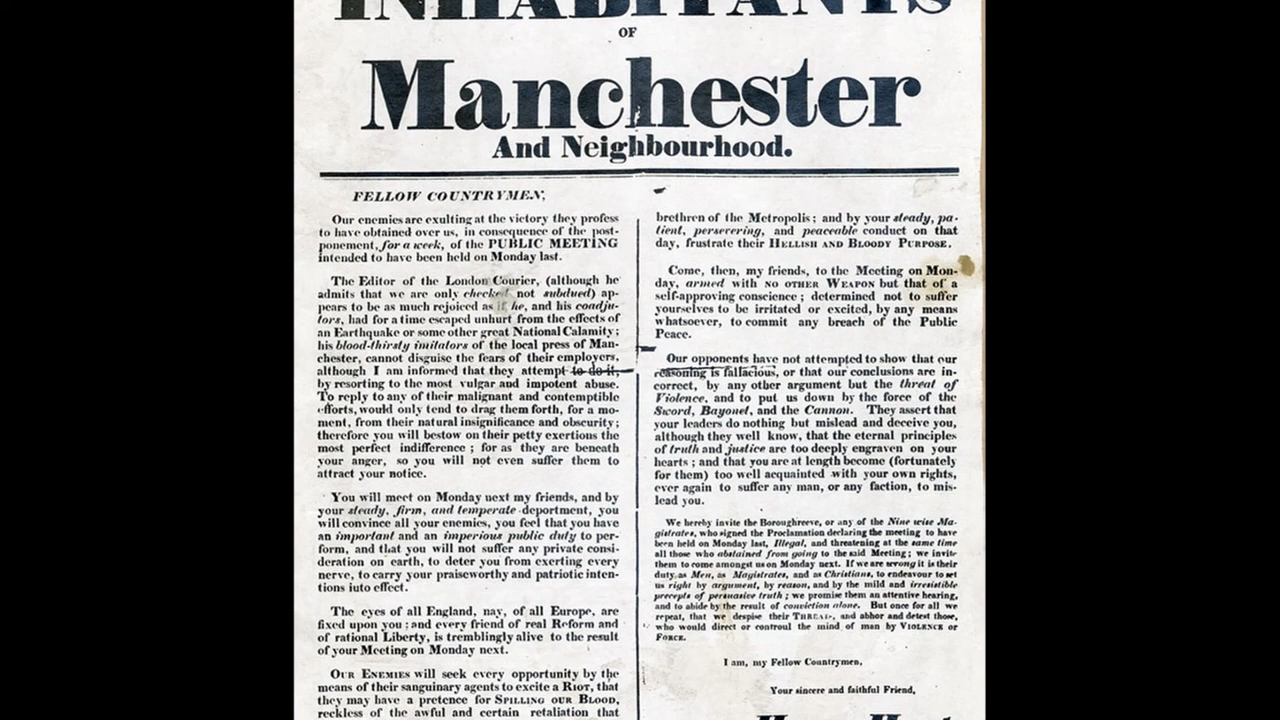 INHABITANTS
OF
Manchester
And Neighbourhood.
FELLOW COUNTRYMEN,
Our enemies are exulting at the victory they profess
to have obtained over us, in consequence of the post-
ponement, for a week, of the PUBLIC MEETING
intended to have been held on Monday last.
The Editor of the London Courier, (although he
admits that we are only checked not subdued) ap-
pears to be as much rejoiced as if he, and his coadju-
tors, had for a time escaped unhurt from the effects of
an Earthquake or some other great National Calamity;
his blood-thirsty imitators of the local press of Man-
chester, cannot disguise the fears of their employers,
although I am informed that they attempt to do it,
by resorting to the most vulgar and impotent abuse.
To reply to any of their malignant and contemptible
efforts, would only tend to drag them forth, for a mo-
ment, from their natural insignificance and obscurity;
therefore you will bestow on their petty exertions the
most perfect indifference; for as they are beneath
your anger, so you will not even suffer them to
attract your notice.
You will meet on Monday next my friends, and by
your steady, firm, and temperate deportment, you
will convince all your enemies, you feel that you have
an important and an imperious public duty to per-
form, and that you will not suffer any private consi-
deration on earth, to deter you from exerting every
nerve, to carry your praiseworthy and patriotic inten-
tions iuto effect.
The eyes of all England, nay, of all Europe, are
fixed upon you; and every friend of real Reform and
of rational Liberty, is tremblingly alive to the result
of your Meeting on Monday next.
OUR ENEMIES will seek every opportunity by the
means of their sanguinary agents to excite a RIOT, that
they may have a pretence for SPILLING OUR BLOOD,
reckless of the awful and certain retaliation that
brethren of the Metropolis; and by your steady, pa-
tient, persevering, and peaceable conduct on that
day, frustrate their HELLISH AND BLOODY PURPOSE.
Come, then, my friends, to the Meeting on Mon-
day, armed with NO OTHER WEAPON but that of a
self-approving conscience; determined not to suffer
yourselves to be irritated or excited, by any means
whatsoever, to commit any breach of the Public
Peace.
Our opponents have not attempted to show that our
reasoning is fallacious, or that our conclusions are in-
correct, by any other argument but the threat of
Violence, and to put us down by the force of the
Sword, Bayonet, and the Cannon. They assert that
your leaders do nothing but mislead and deceive you,
although they well know, that the eternal principles
of truth and justice are too deeply engraven on your
hearts; and that you are at length become (fortunately
for them) too well acquainted with your own rights,
ever again to suffer any man, or any faction, to mis-
lead you.
We hereby invite the Boroughreeve, or any of the Nine wise Ma-
gistrates, who signed the Proclamation declaring the meeting to have
been held on Monday last, Illegal, and threatening at the same time
all those who abstained from going to the said Meeting; we invite
them to come amongst us on Monday next. If we are wrong it is their
duty as Men, as Magistrates, and as Christians, to endeavour to set
us right by argument, by reason, and by the mild and irresistible
precepts of persuasive truth; we promise them an attentive hearing,
and to abide by the result of conviction alone. But once for all we
repeat, that we despise their THREATS, and abhor and detest those,
who would direct or controul the mind of man by VIOLENCE or
FORCE.
I am, my Fellow Countrymen,
Your sincere and faithful Friend,